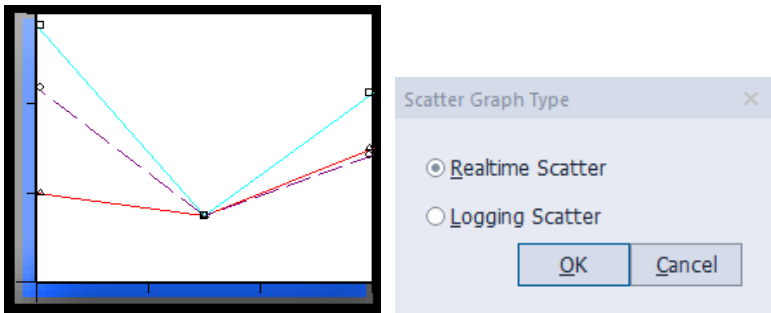 Scatter Graph Type
Realtime Scatter
Logging Scatter
OK
Cancel